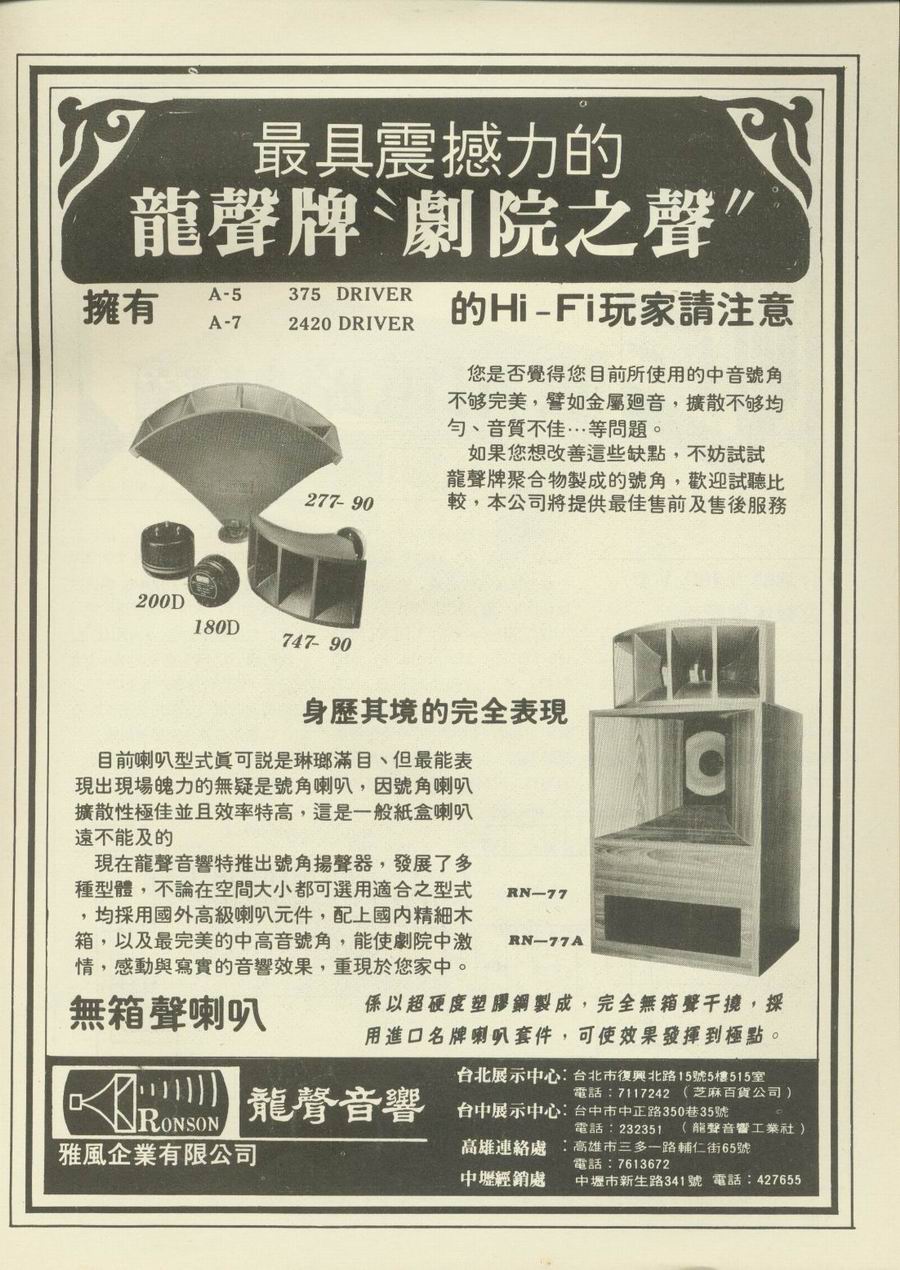 最具震撼力的
龍聲牌〝劇院之聲〞
擁有 A-5 375 DRIVER 的Hi-Fi玩家請注意
A-7 2420 DRIVER
您是否覺得您目前所使用的中音號角
不够完美，譬如金屬廻音，擴散不够均
勻、音質不佳…等問題。
如果您想改善這些缺點，不妨試試
龍聲牌聚合物製成的號角，歡迎試聽比
較，本公司將提供最佳售前及售後服務
277-90
200D
180D
747-90
身歷其境的完全表現
目前喇叭型式眞可説是琳瑯滿目、但最能表
現出現場魄力的無疑是號角喇叭，因號角喇叭
擴散性極佳並且效率特高，這是一般紙盒喇叭
遠不能及的
現在龍聲音響特推出號角揚聲器，發展了多
種型體，不論在空間大小都可選用適合之型式
，均採用國外高級喇叭元件，配上國內精細木
箱，以及最完美的中高音號角，能使劇院中激
情，感動與寫實的音響效果，重現於您家中。
RN—77
RN—77A
無箱聲喇叭
係以超硬度塑膠鋼製成，完全無箱聲干撓，採
用進口名牌喇叭套件，可使效果發揮到極點。
RONSON
龍聲音響
雅風企業有限公司
台北展示中心：台北市復興北路15號5樓515室
電話：7117242（芝麻百貨公司）
台中展示中心：台中市中正路350巷35號
電話：232351（龍聲音響工業社）
高雄連絡處：高雄市三多一路輔仁街65號
電話：7613672
中壢經銷處 中壢市新生路341號 電話：427655